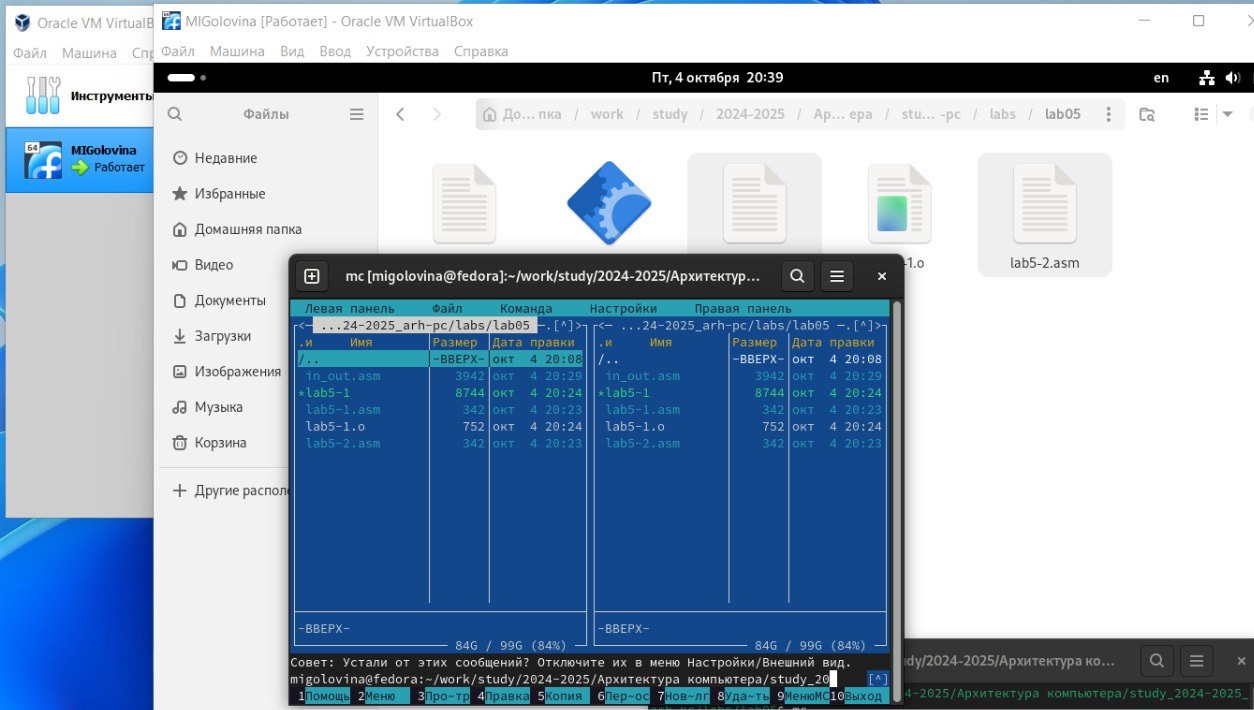 Oracle VM VirtualB
Файл Машина Спр
Инструменты
64
MIGolovina
Работает
MIGolovina [Работает] - Oracle VM VirtualBox
Файл Машина Вид Ввод Устройства Справка
Пт, 4 октября 20:39
en
Файлы
До... пка / work / study / 2024-2025 / Ар... ера / stu... -pc / labs / lab05
Недавние
Избранные
Домашняя папка
Видео
Документы
Загрузки
Изображения
Музыка
Корзина
Другие распол
-1.o
lab5-2.asm
mc [migolovina@fedora]:~/work/study/2024-2025/Архитектур...
Левая панель Файл Команда Настройки Правая панель
<— ...24-2025_arh-pc/labs/lab05 —.[^]> <— ...24-2025_arh-pc/labs/lab05 —.[^]>
.и Имя Размер Дата правки .и Имя Размер Дата правки
/.. -ВВЕРХ- окт 4 20:08 /.. -ВВЕРХ- окт 4 20:08
in_out.asm 3942 окт 4 20:29 in_out.asm 3942 окт 4 20:29
*lab5-1 8744 окт 4 20:24 *lab5-1 8744 окт 4 20:24
lab5-1.asm 342 окт 4 20:23 lab5-1.asm 342 окт 4 20:23
lab5-1.o 752 окт 4 20:24 lab5-1.o 752 окт 4 20:24
lab5-2.asm 342 окт 4 20:23 lab5-2.asm 342 окт 4 20:23
-ВВЕРХ- -ВВЕРХ-
84G / 99G (84%) 84G / 99G (84%)
Совет: Устали от этих сообщений? Отключите их в меню Настройки/Внешний вид.
migolovina@fedora:~/work/study/2024-2025/Архитектура компьютера/study_20 [^]
1Помощь 2Меню 3Про~тр 4Правка 5Копия 6Пер~ос 7Нов~лг 8Уда~ть 9МенюМС 10Выход
dy/2024-2025/Архитектура ко...
4-2025/Архитектура компьютера/study_2024-2025_
arh-pc/labs/lab05$ mc